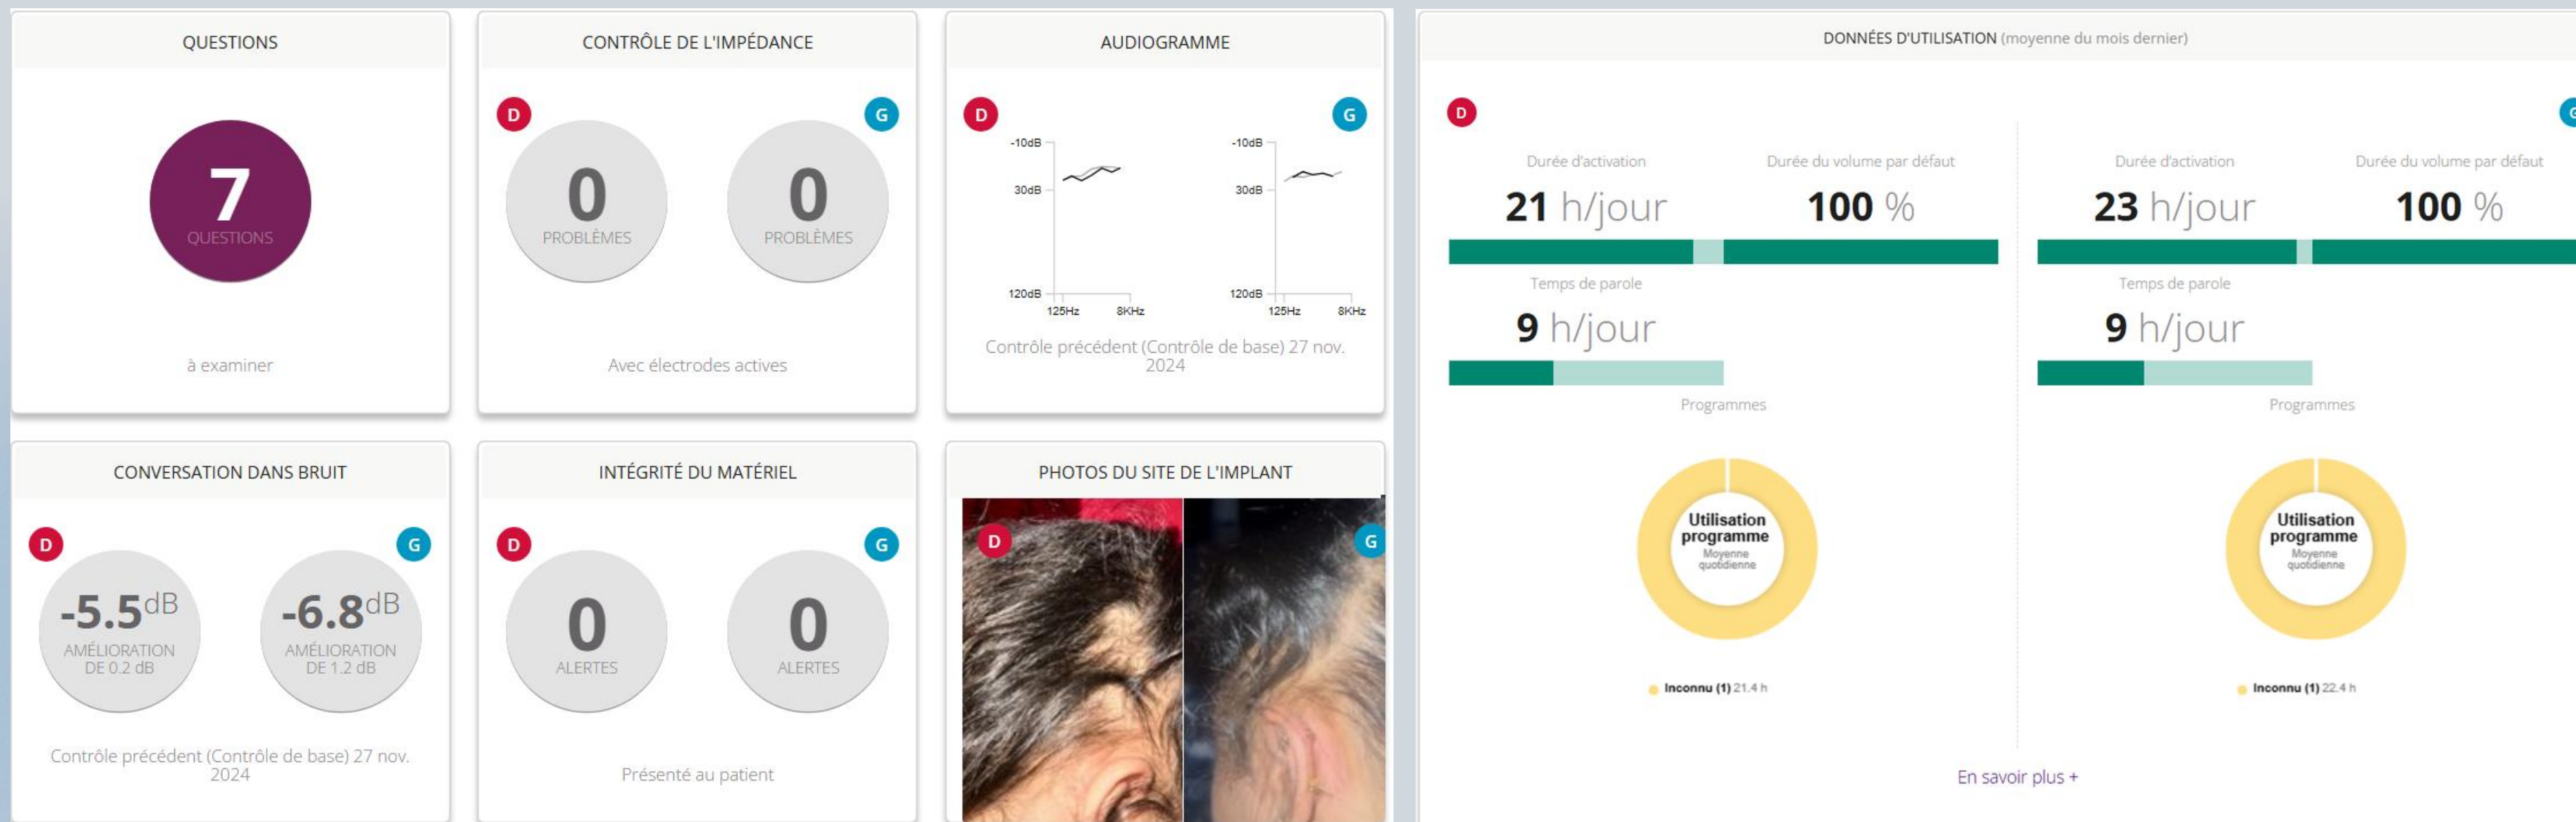 QUESTIONS
7
QUESTIONS
à examiner
CONTRÔLE DE L'IMPÉDANCE
D
G
0
PROBLÈMES
0
PROBLÈMES
Avec électrodes actives
AUDIOGRAMME
D
G
-10dB
30dB
120dB
125Hz 8KHz
-10dB
30dB
120dB
125Hz 8KHz
Contrôle précédent (Contrôle de base) 27 nov.
2024
CONVERSATION DANS BRUIT
D
G
-5.5dB
AMÉLIORATION
DE 0.2 dB
-6.8dB
AMÉLIORATION
DE 1.2 dB
Contrôle précédent (Contrôle de base) 27 nov.
2024
INTÉGRITÉ DU MATÉRIEL
D
G
0
ALERTES
0
ALERTES
Présenté au patient
PHOTOS DU SITE DE L'IMPLANT
D
G
DONNÉES D'UTILISATION (moyenne du mois dernier)
D
Durée d'activation
21 h/jour
Durée du volume par défaut
100 %
Temps de parole
9 h/jour
Programmes
Utilisation
programme
Moyenne
quotidienne
Inconnu (1) 21.4 h
G
Durée d'activation
23 h/jour
Durée du volume par défaut
100 %
Temps de parole
9 h/jour
Programmes
Utilisation
programme
Moyenne
quotidienne
Inconnu (1) 22.4 h
En savoir plus +